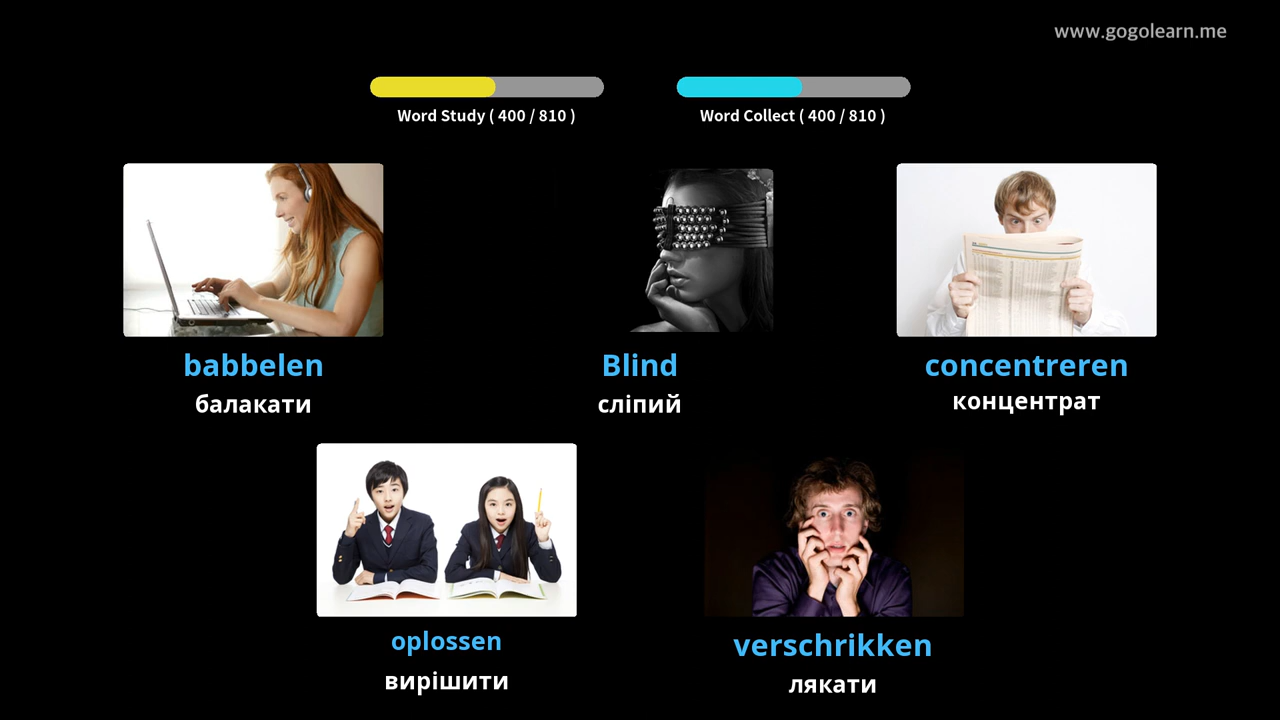 www.gogolearn.me
Word Study ( 400 / 810 )
Word Collect ( 400 / 810 )
babbelen
балакати
Blind
сліпий
concentreren
концентрат
oplossen
вирішити
verschrikken
лякати